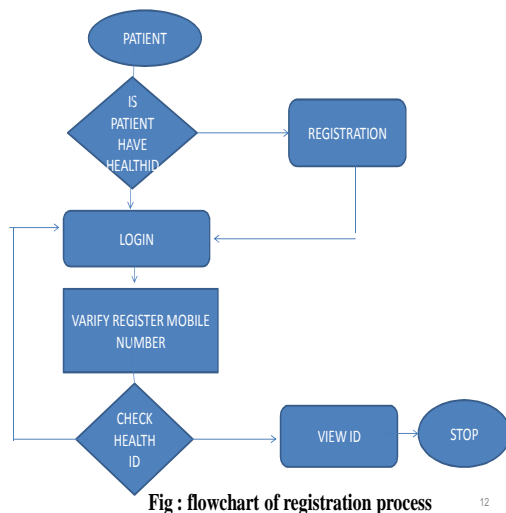 PATIENT
IS
PATIENT
HAVE
HEALTHID
REGISTRATION
LOGIN
VARIFY REGISTER MOBILE
NUMBER
CHECK
HEALTH
ID
VIEW ID
STOP
Fig : flowchart of registration process
12